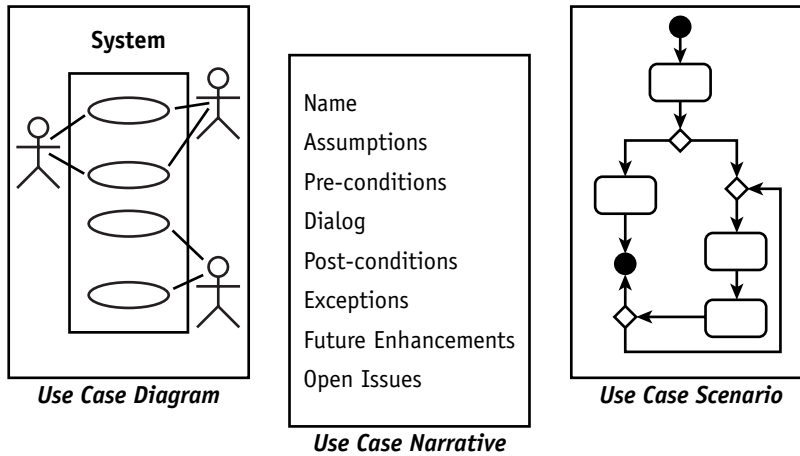 System
Use Case Diagram
Name
Assumptions
Pre-conditions
Dialog
Post-conditions
Exceptions
Future Enhancements
Open Issues
Use Case Narrative
Use Case Scenario